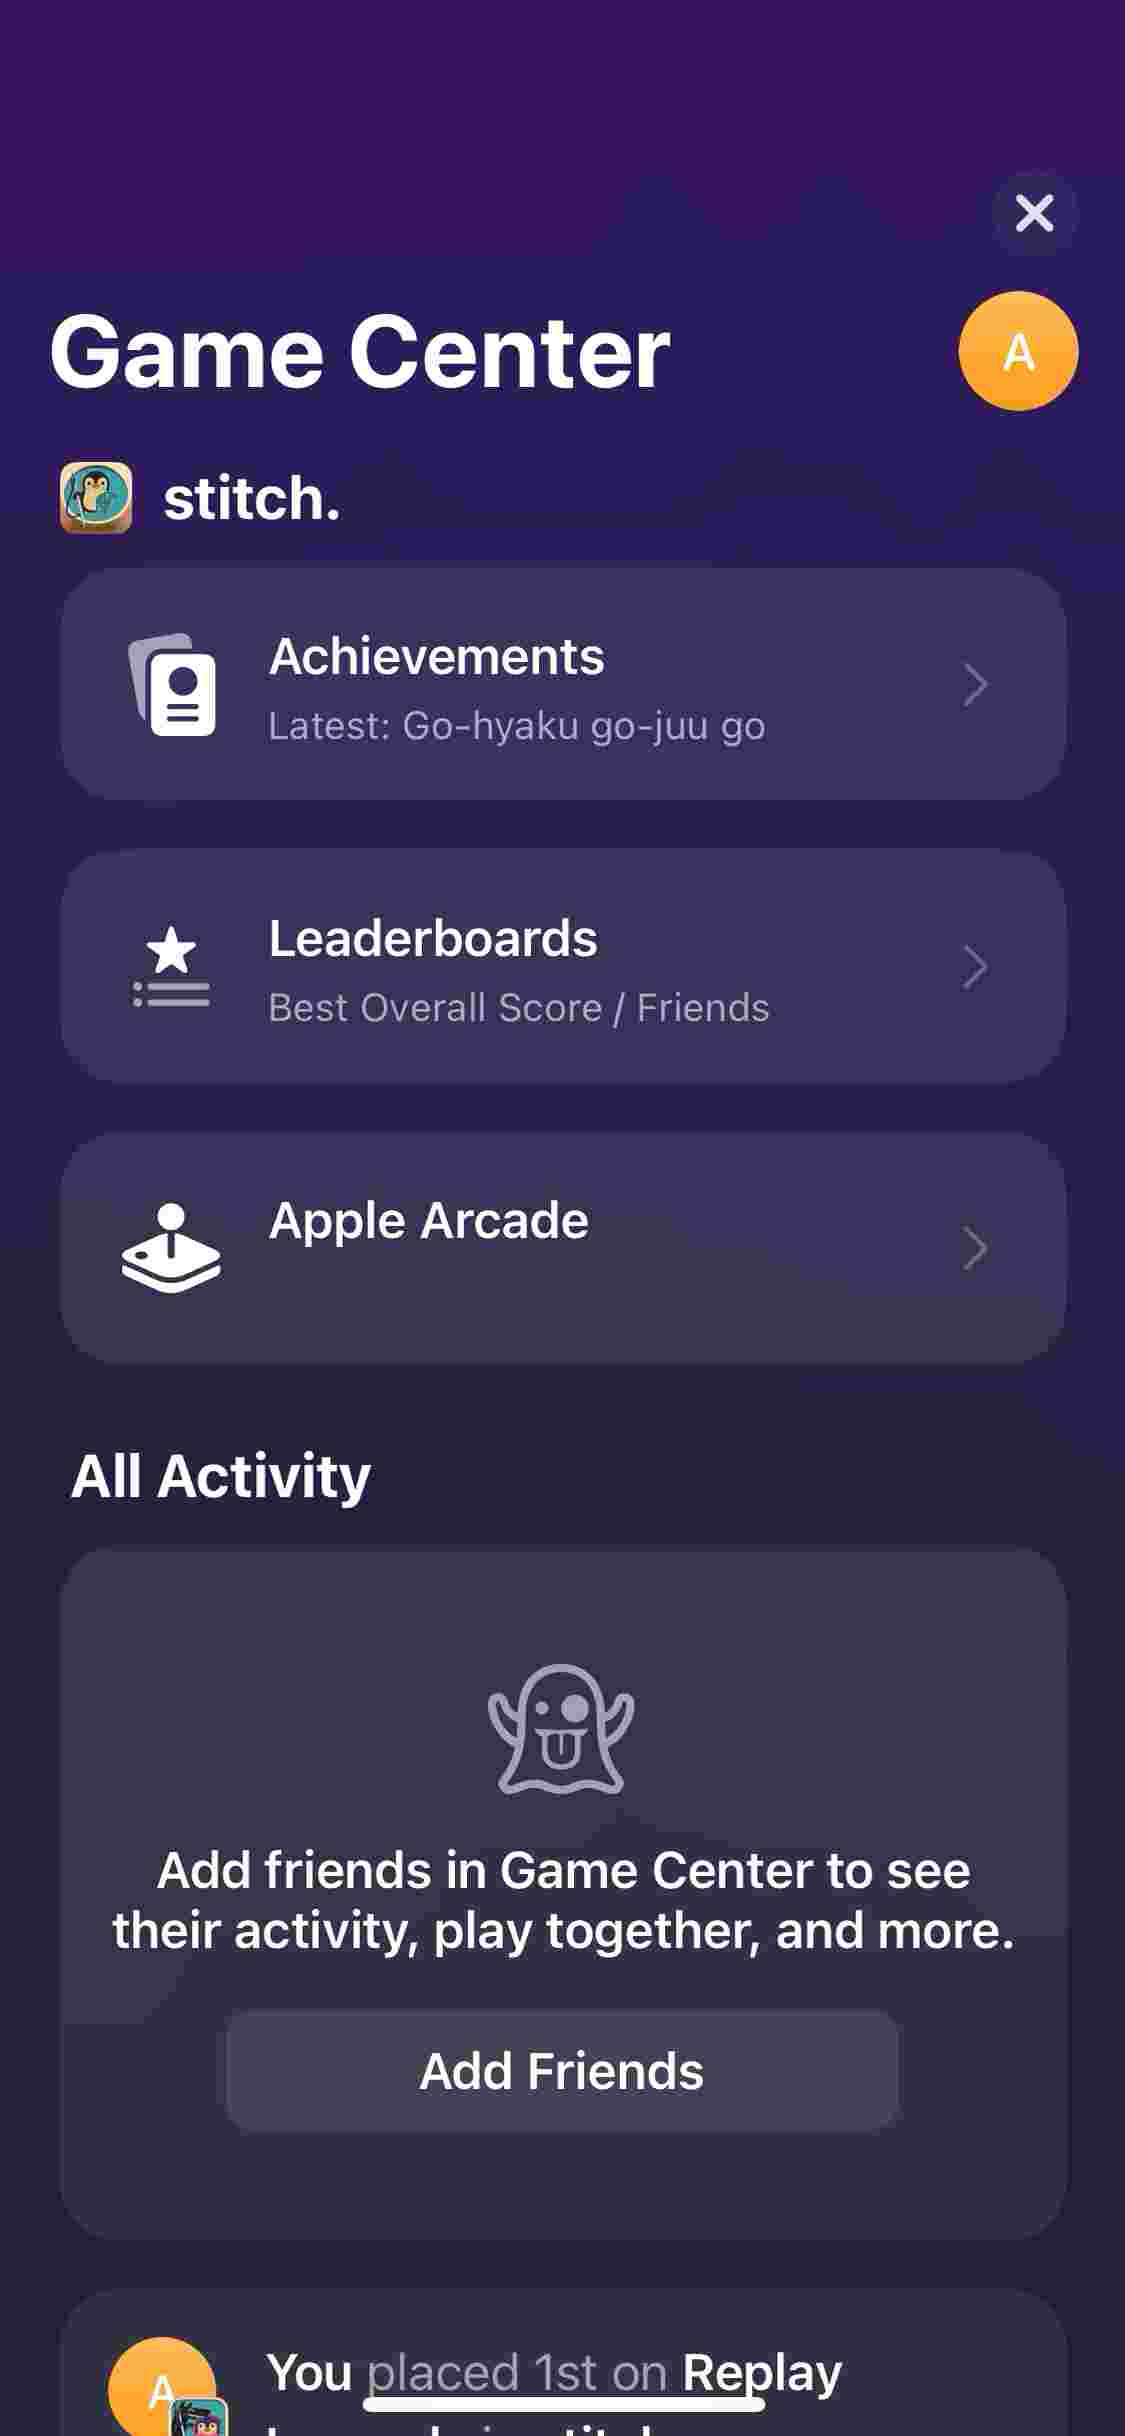 Game Center
A
stitch.
Achievements
Latest: Go-hyaku go-juu go
Leaderboards
Best Overall Score / Friends
Apple Arcade
All Activity
Add friends in Game Center to see
their activity, play together, and more.
Add Friends
A
You placed 1st on Replay